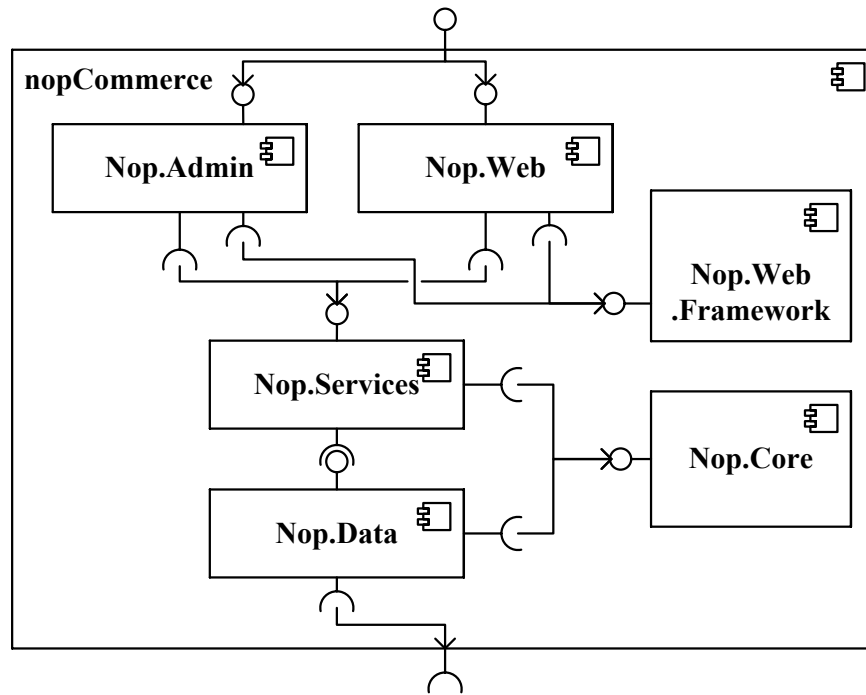 nopCommerce
Nop.Admin
Nop.Web
Nop.Web
.Framework
Nop.Services
Nop.Core
Nop.Data